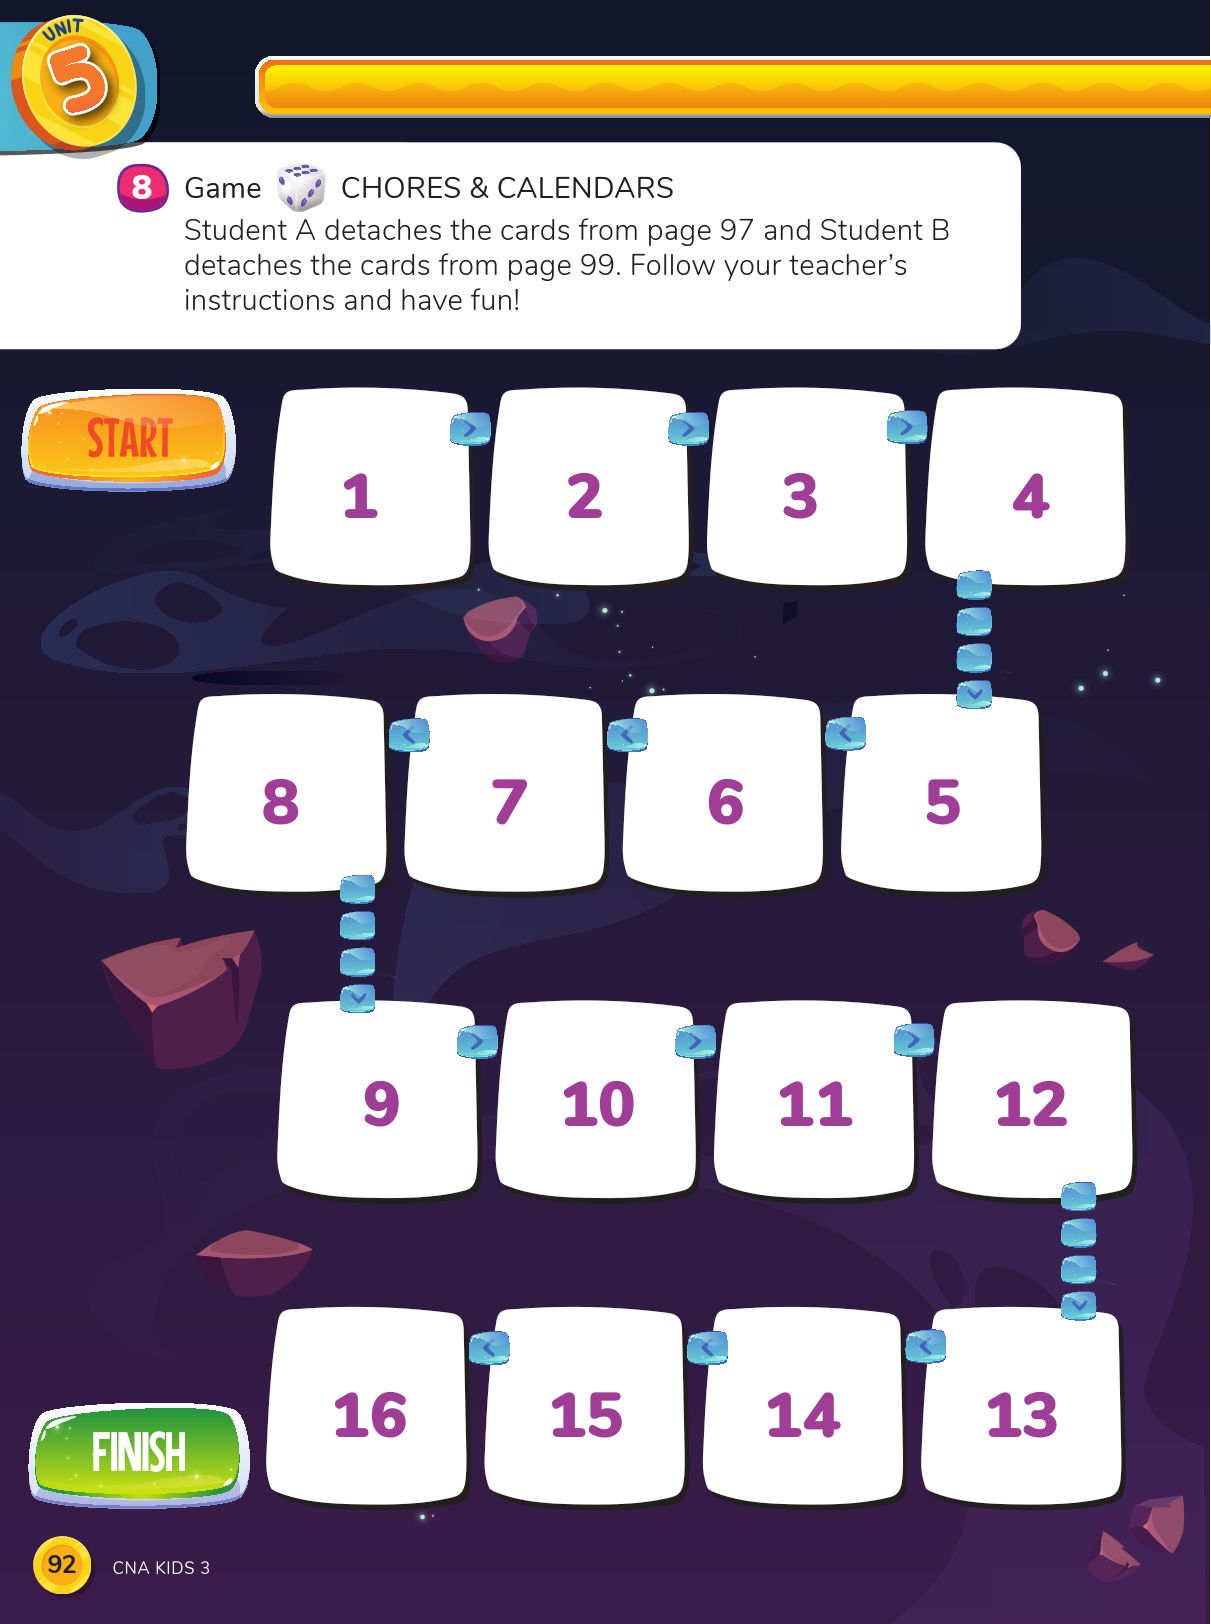 UNIT
5
8 Game CHORES & CALENDARS
Student A detaches the cards from page 97 and Student B
detaches the cards from page 99. Follow your teacher's
instructions and have fun!
START
1 2 3 4
8 7 6 5
9 10 11 12
16 15 14 13
FINISH
92 CNA KIDS 3